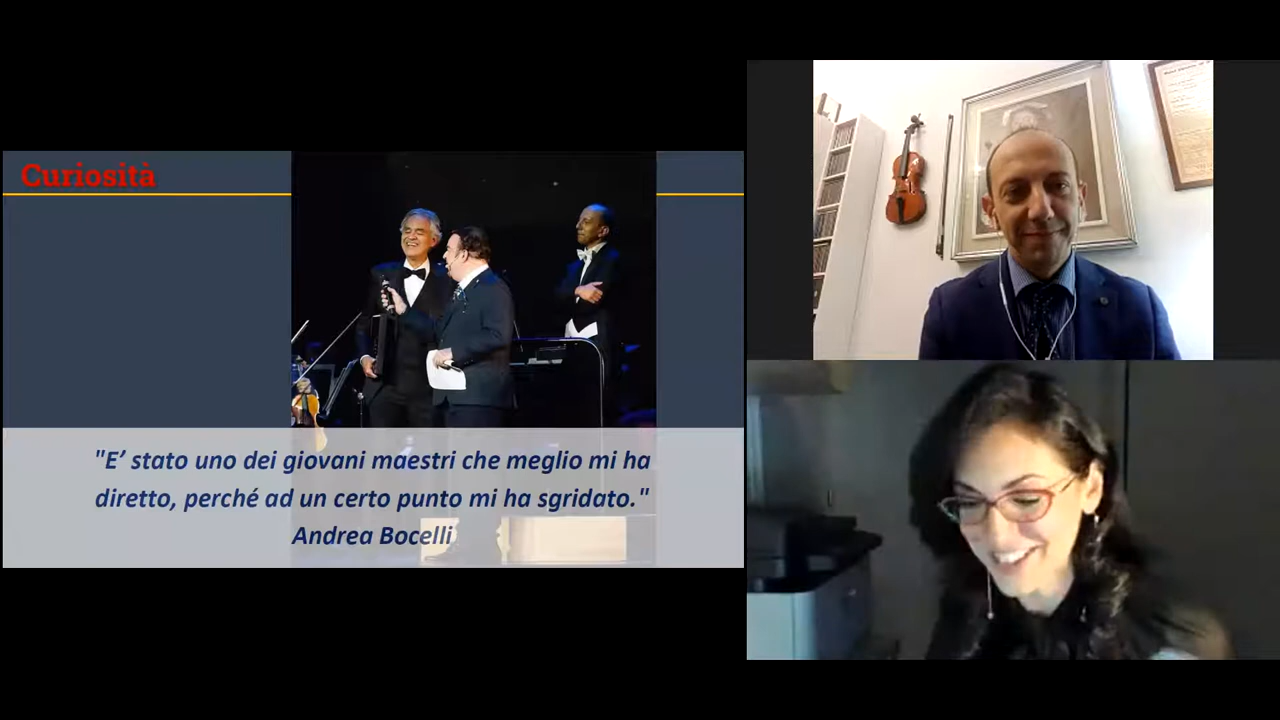 Curiosità
"E’ stato uno dei giovani maestri che meglio mi ha
diretto, perché ad un certo punto mi ha sgridato."
Andrea Bocelli